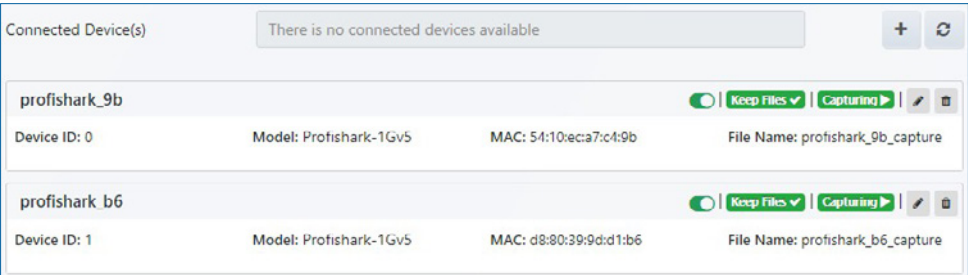 Connected Device(s) There is no connected devices available
profishark_9b | Keep Files | Capturing |
Device ID: 0 Model: Profishark-1Gv5 MAC: 54:10:ec:a7:c4:9b File Name: profishark_9b_capture
profishark_b6 | Keep Files | Capturing |
Device ID: 1 Model: Profishark-1Gv5 MAC: d8:80:39:9d:d1:b6 File Name: profishark_b6_capture